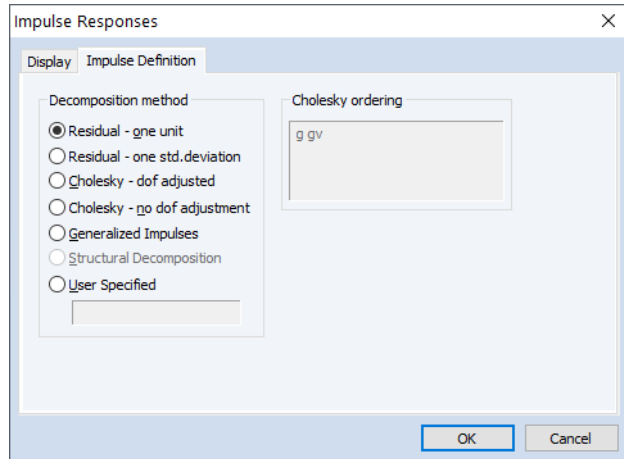 Impulse Responses
Display
Impulse Definition
Decomposition method
Residual - one unit
Residual - one std.deviation
Cholesky - dof adjusted
Cholesky - no dof adjustment
Generalized Impulses
Structural Decomposition
User Specified
Cholesky ordering
g gv
OK
Cancel